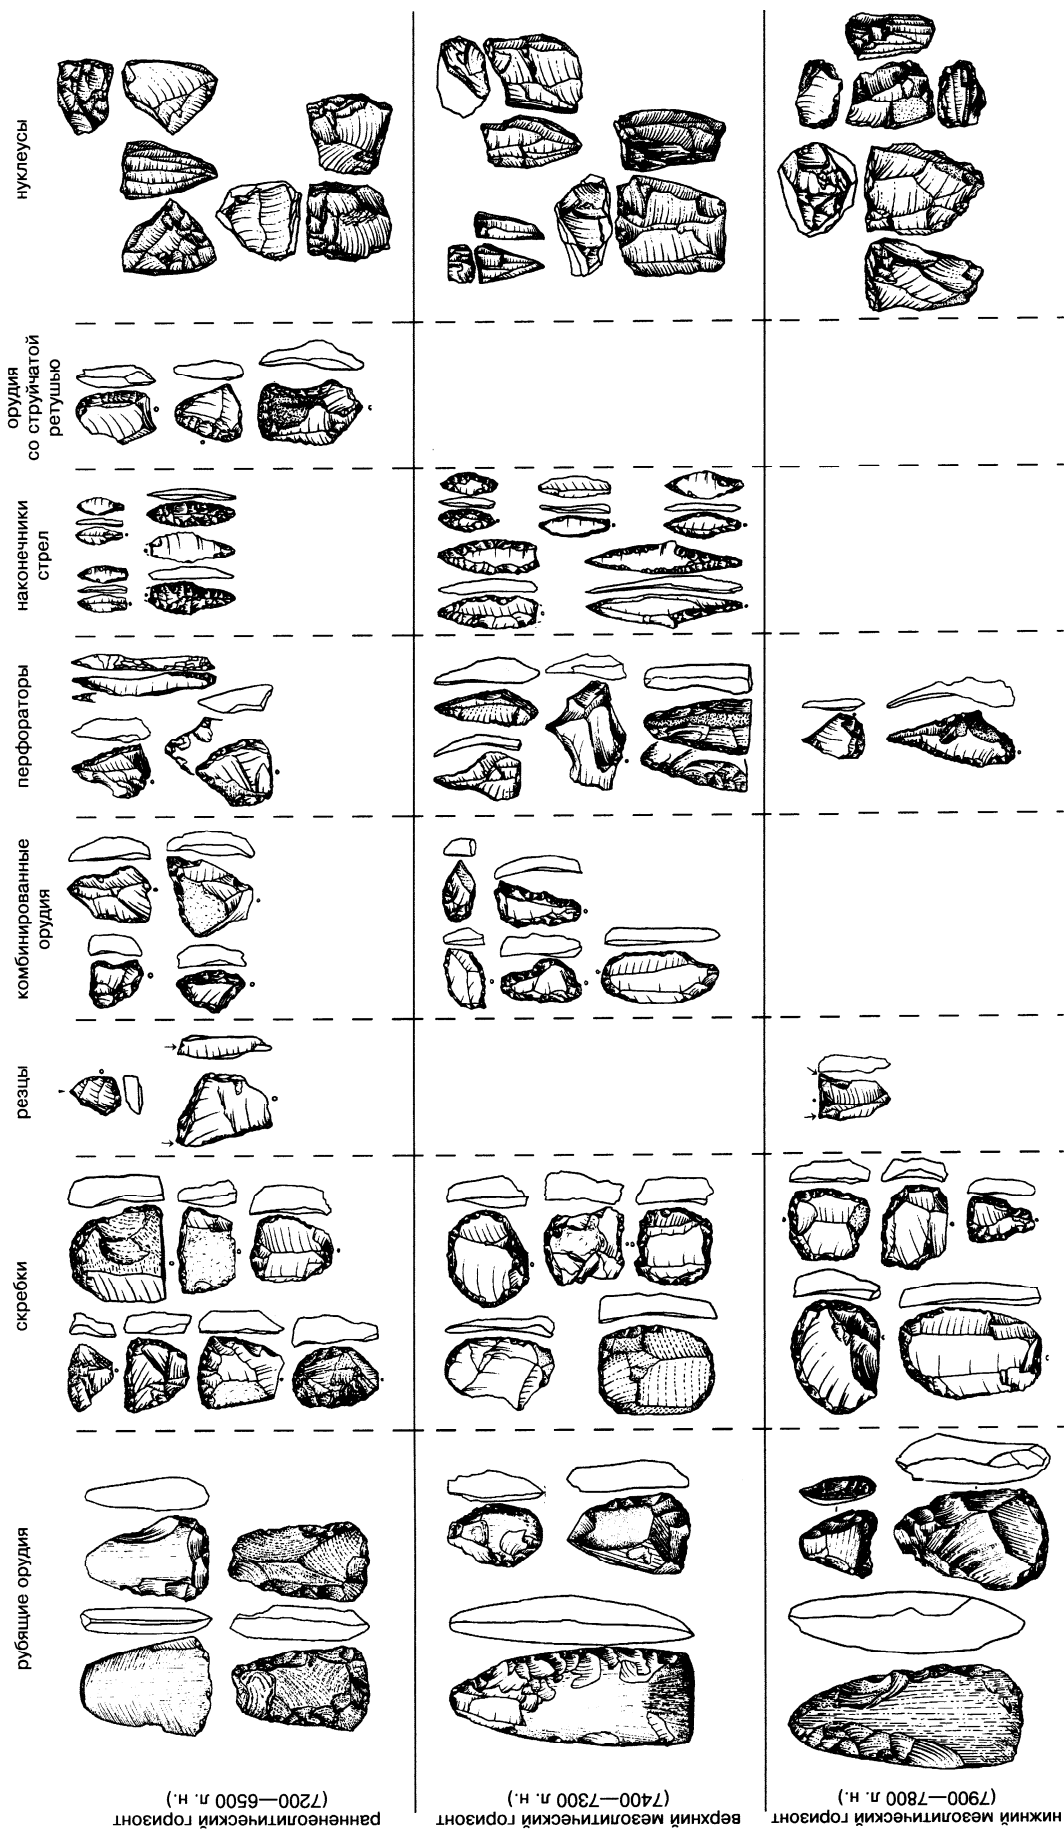 нуклеусы
орудия
со струйчатой
ретушью
наконечники
стрел
перфораторы
комбинированные
орудия
резцы
скребки
рубящие орудия
ранненеолитический горизонт
(7200—6500 л. н.)
верхний мезолитический горизонт
(7400—7300 л. н.)
нижний мезолитический горизонт
(7900—7800 л. н.)